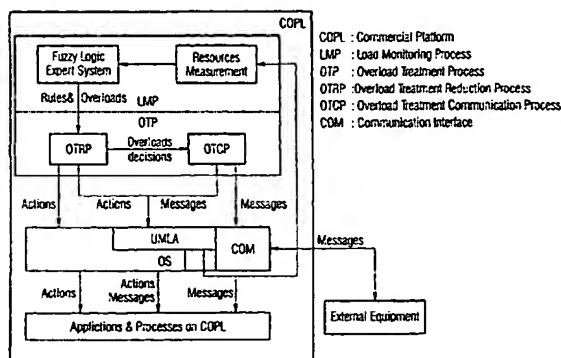 COPL
Fuzzy Logic
Expert System
Resources
Measurement
Rules& Overloads
LMP
OTP
OTRP
Overloads
decisions
OTCP
Actions
Actions
Messages
Messages
UMLA
COM
OS
Messages
Actions
Actions
Messages
Messages
Applictions & Processes on COPL
External Equipment
COPL : Commercial Platform
LMP : Load Monitoring Process
OTP : Overload Treatment Process
OTRP : Overload Treatment Reduction Process
OTCP : Overload Treatment Communication Process
COM : Communication Interface